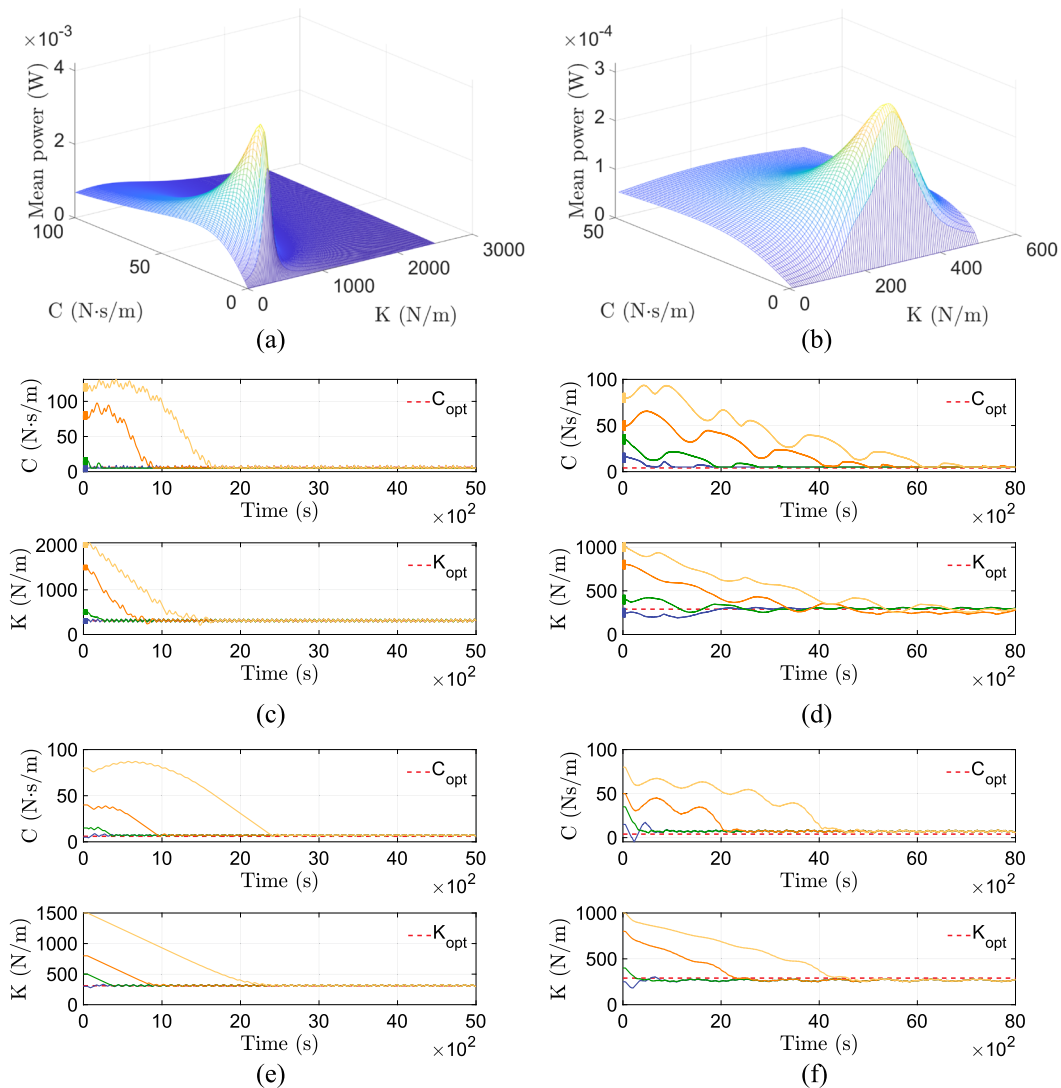 ×10⁻³
Mean power (W)
4
2
0
100
50
0
C (N·s/m)
0
1000
2000
3000
K (N/m)
(a)
×10⁻⁴
Mean power (W)
3
2
1
0
50
0
C (N·s/m)
0
200
400
600
K (N/m)
(b)
C (N·s/m)
100
50
0
C_opt
0 10 20 30 40 50
Time (s)
×10²
K (N/m)
2000
1000
0
K_opt
0 10 20 30 40 50
Time (s)
×10²
(c)
C (Ns/m)
100
50
0
C_opt
0 20 40 60 80
Time (s)
×10²
K (N/m)
1000
500
0
K_opt
0 20 40 60 80
Time (s)
×10²
(d)
C (N·s/m)
100
50
0
C_opt
0 10 20 30 40 50
Time (s)
×10²
K (N/m)
1500
1000
500
0
K_opt
0 10 20 30 40 50
Time (s)
×10²
(e)
C (Ns/m)
100
50
0
C_opt
0 20 40 60 80
Time (s)
×10²
K (N/m)
1000
500
0
K_opt
0 20 40 60 80
Time (s)
×10²
(f)